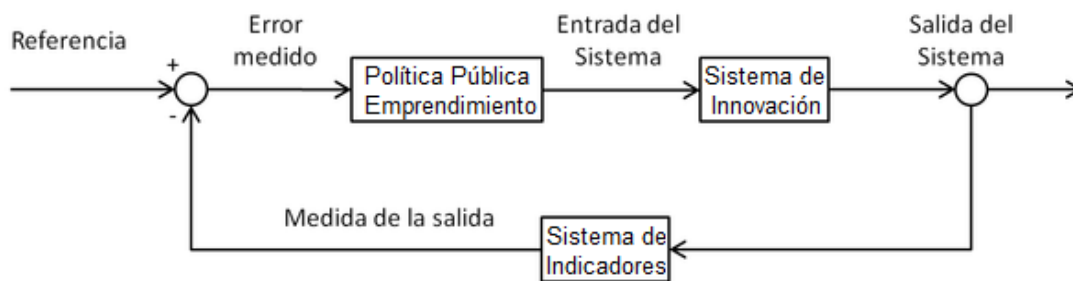 Referencia
+
-
Error
medido
Política Pública
Emprendimiento
Entrada del
Sistema
Sistema de
Innovación
Salida del
Sistema
Medida de la salida
Sistema de
Indicadores